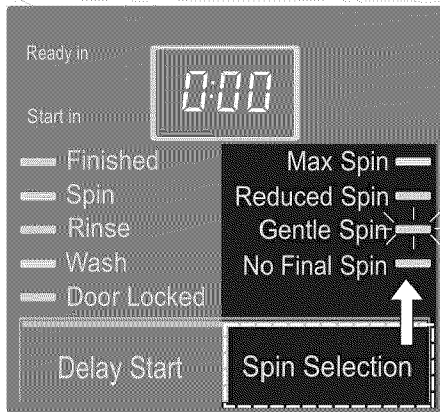 Ready in
0:00
Start in
Finished
Spin
Rinse
Wash
Door Locked
Max Spin
Reduced Spin
Gentle Spin
No Final Spin
Delay Start
Spin Selection